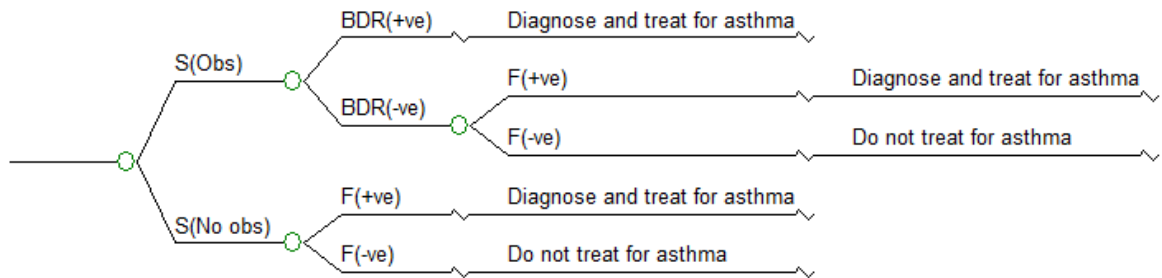 BDR(+ve) Diagnose and treat for asthma
S(Obs)
F(+ve) Diagnose and treat for asthma
BDR(-ve)
F(-ve) Do not treat for asthma
F(+ve) Diagnose and treat for asthma
S(No obs)
F(-ve) Do not treat for asthma